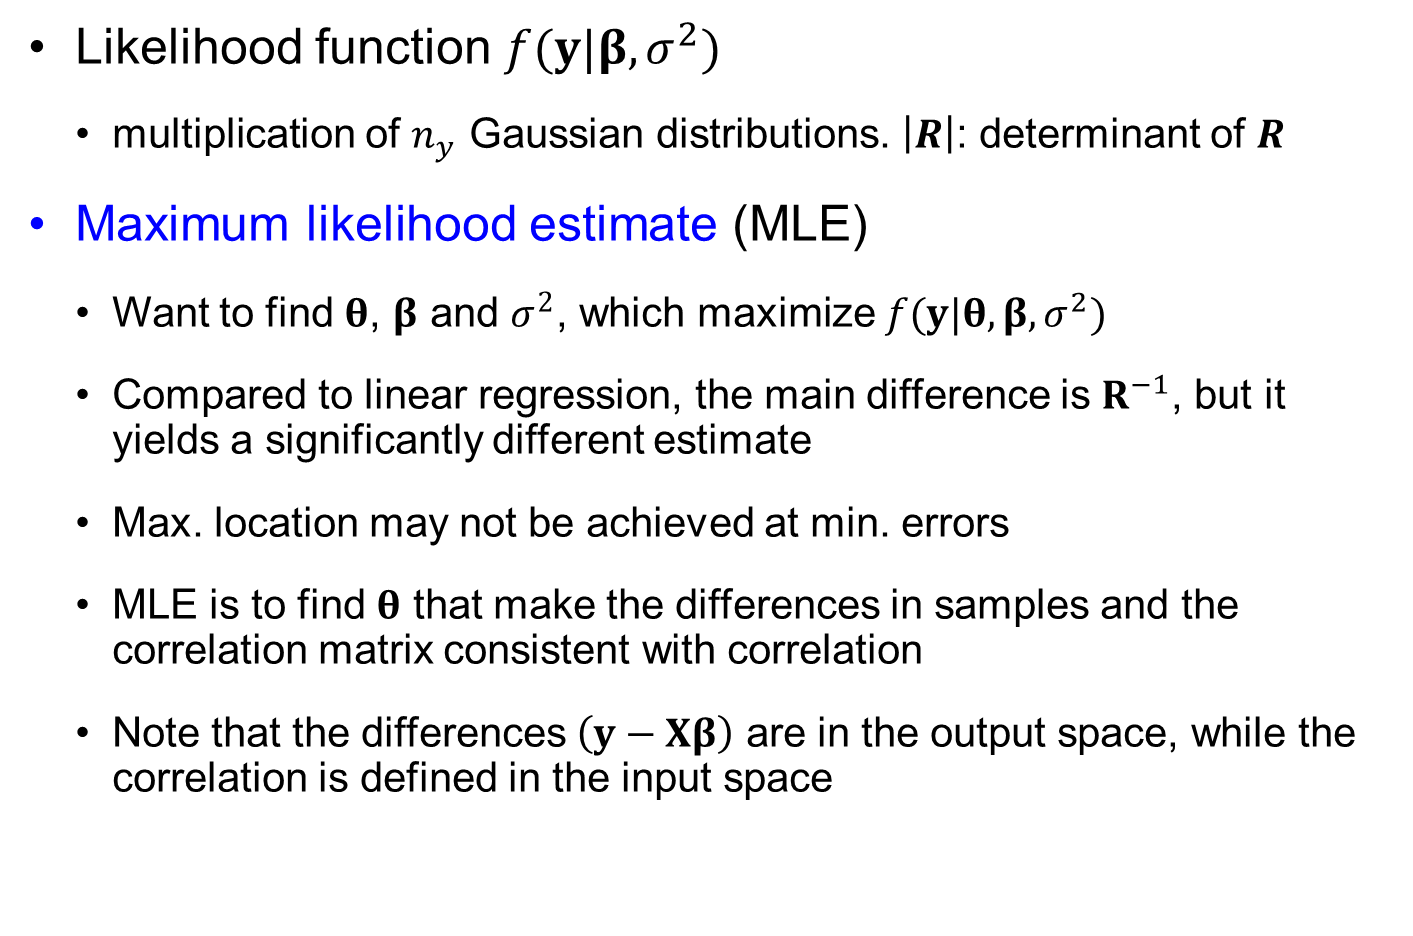 • Likelihood function f(y|β, σ²)
• multiplication of n_y Gaussian distributions. |R|: determinant of R
• Maximum likelihood estimate (MLE)
• Want to find θ, β and σ², which maximize f(y|θ, β, σ²)
• Compared to linear regression, the main difference is R⁻¹, but it
yields a significantly different estimate
• Max. location may not be achieved at min. errors
• MLE is to find θ that make the differences in samples and the
correlation matrix consistent with correlation
• Note that the differences (y − Xβ) are in the output space, while the
correlation is defined in the input space